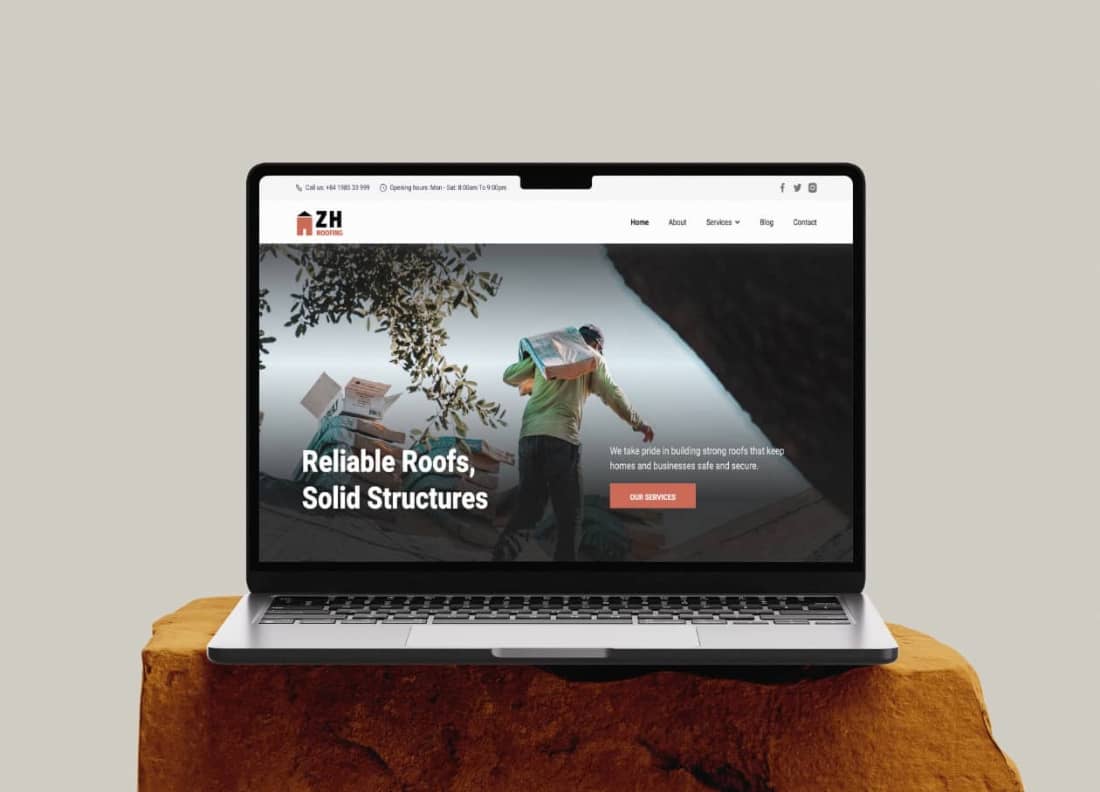 Call us: +84 1985 33 999
Opening hours: Mon - Sat: 8:00am To 9:00pm
ZH
ROOFING
Home
About
Services
Blog
Contact
Reliable Roofs,
Solid Structures
We take pride in building strong roofs that keep
homes and businesses safe and secure.
OUR SERVICES